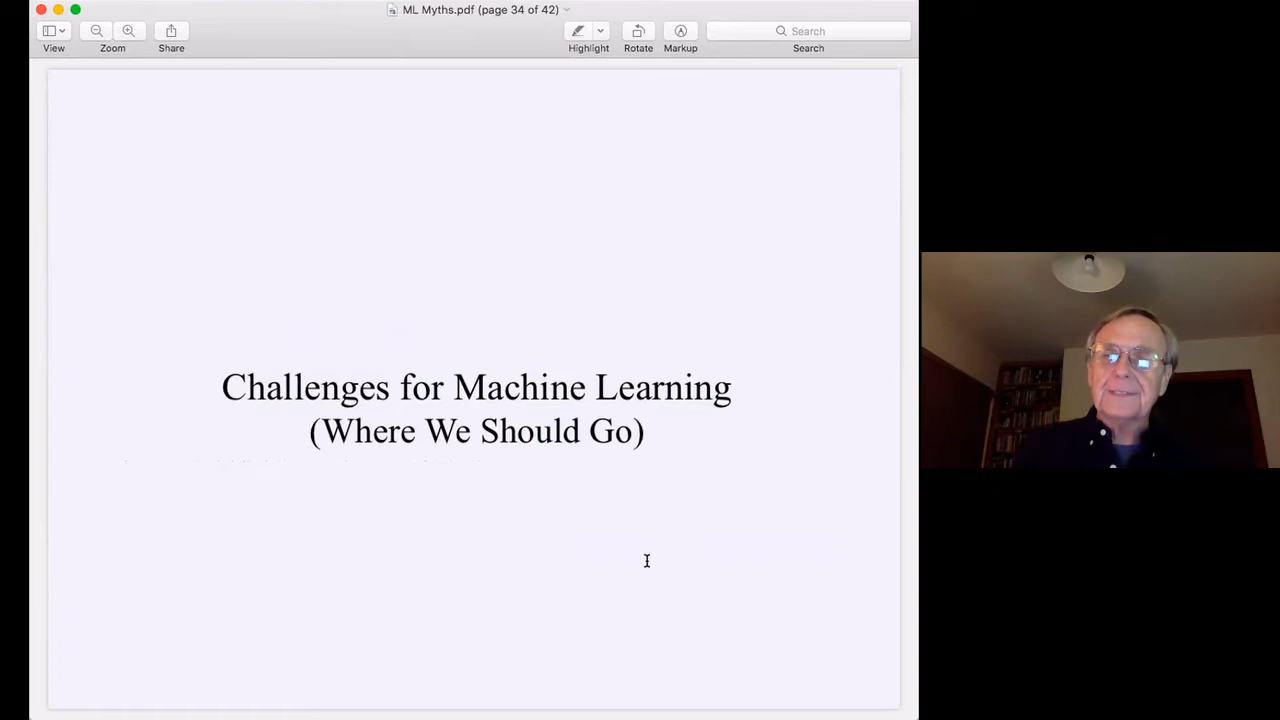 ML Myths.pdf (page 34 of 42)
View
Zoom
Share
Highlight
Rotate
Markup
Search
Search
Challenges for Machine Learning
(Where We Should Go)